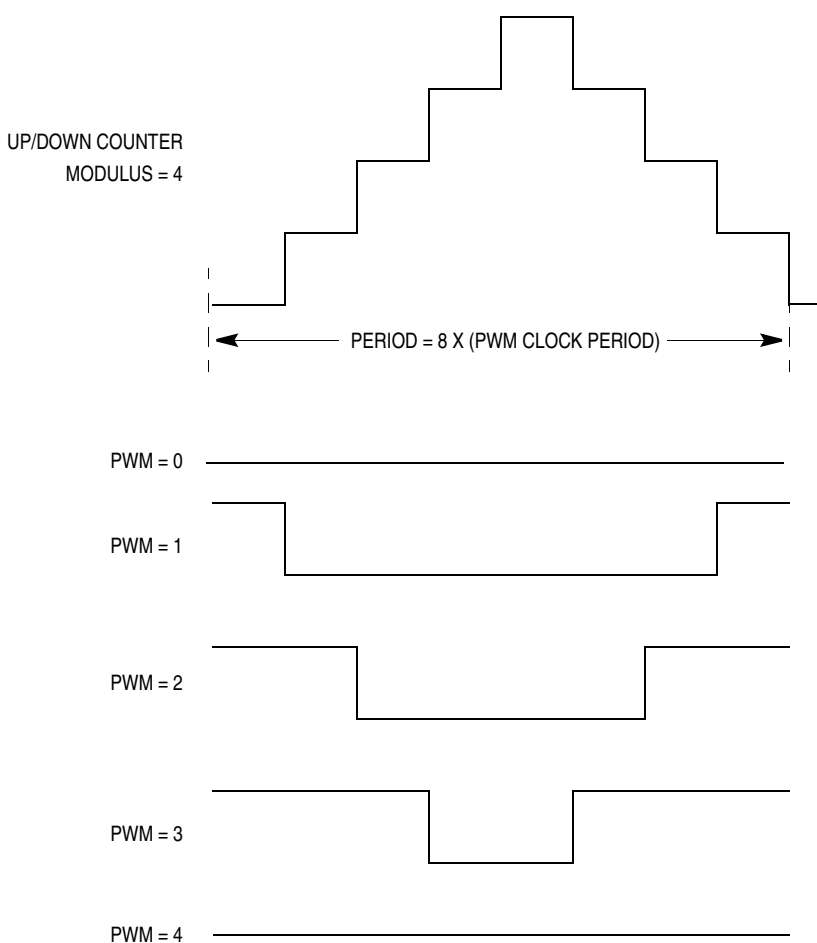 UP/DOWN COUNTER
MODULUS = 4
PERIOD = 8 X (PWM CLOCK PERIOD)
PWM = 0
PWM = 1
PWM = 2
PWM = 3
PWM = 4